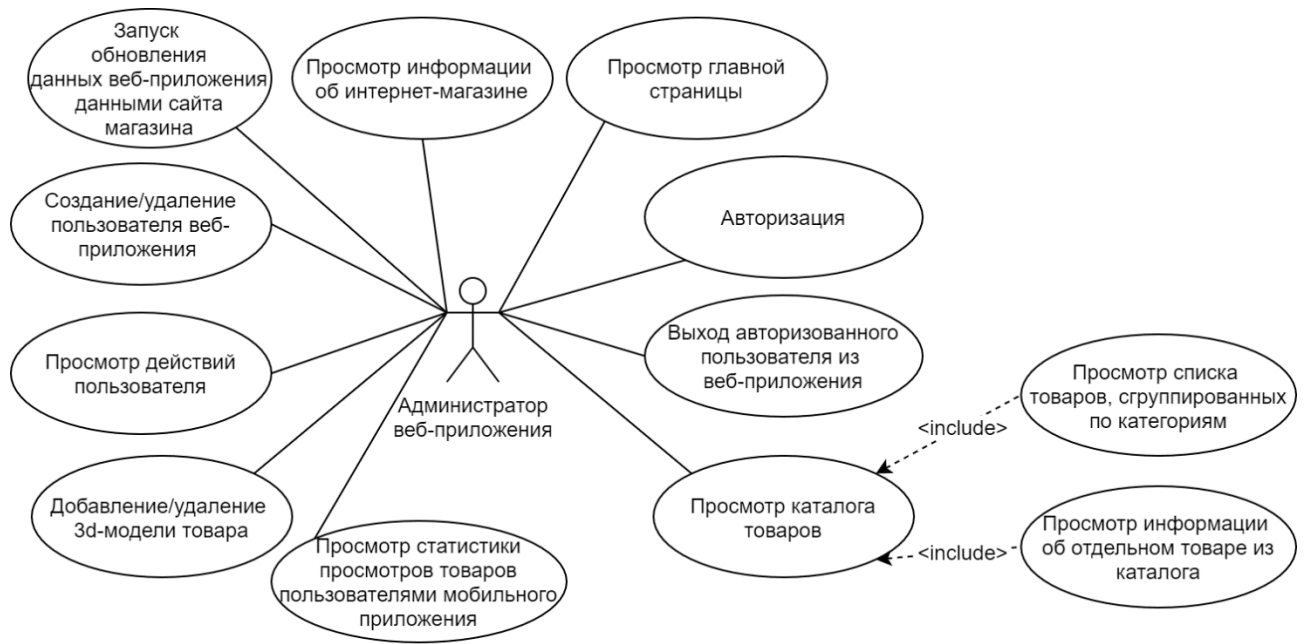 Запуск
обновления
данных веб-приложения
данными сайта
магазина
Просмотр информации
об интернет-магазине
Просмотр главной
страницы
Создание/удаление
пользователя веб-
приложения
Авторизация
Просмотр действий
пользователя
Выход авторизованного
пользователя из
веб-приложения
Администратор
веб-приложения
Просмотр списка
товаров, сгруппированных
по категориям
<include>
Добавление/удаление
3d-модели товара
Просмотр статистики
просмотров товаров
пользователями мобильного
приложения
Просмотр каталога
товаров
<include>
Просмотр информации
об отдельном товаре из
каталога